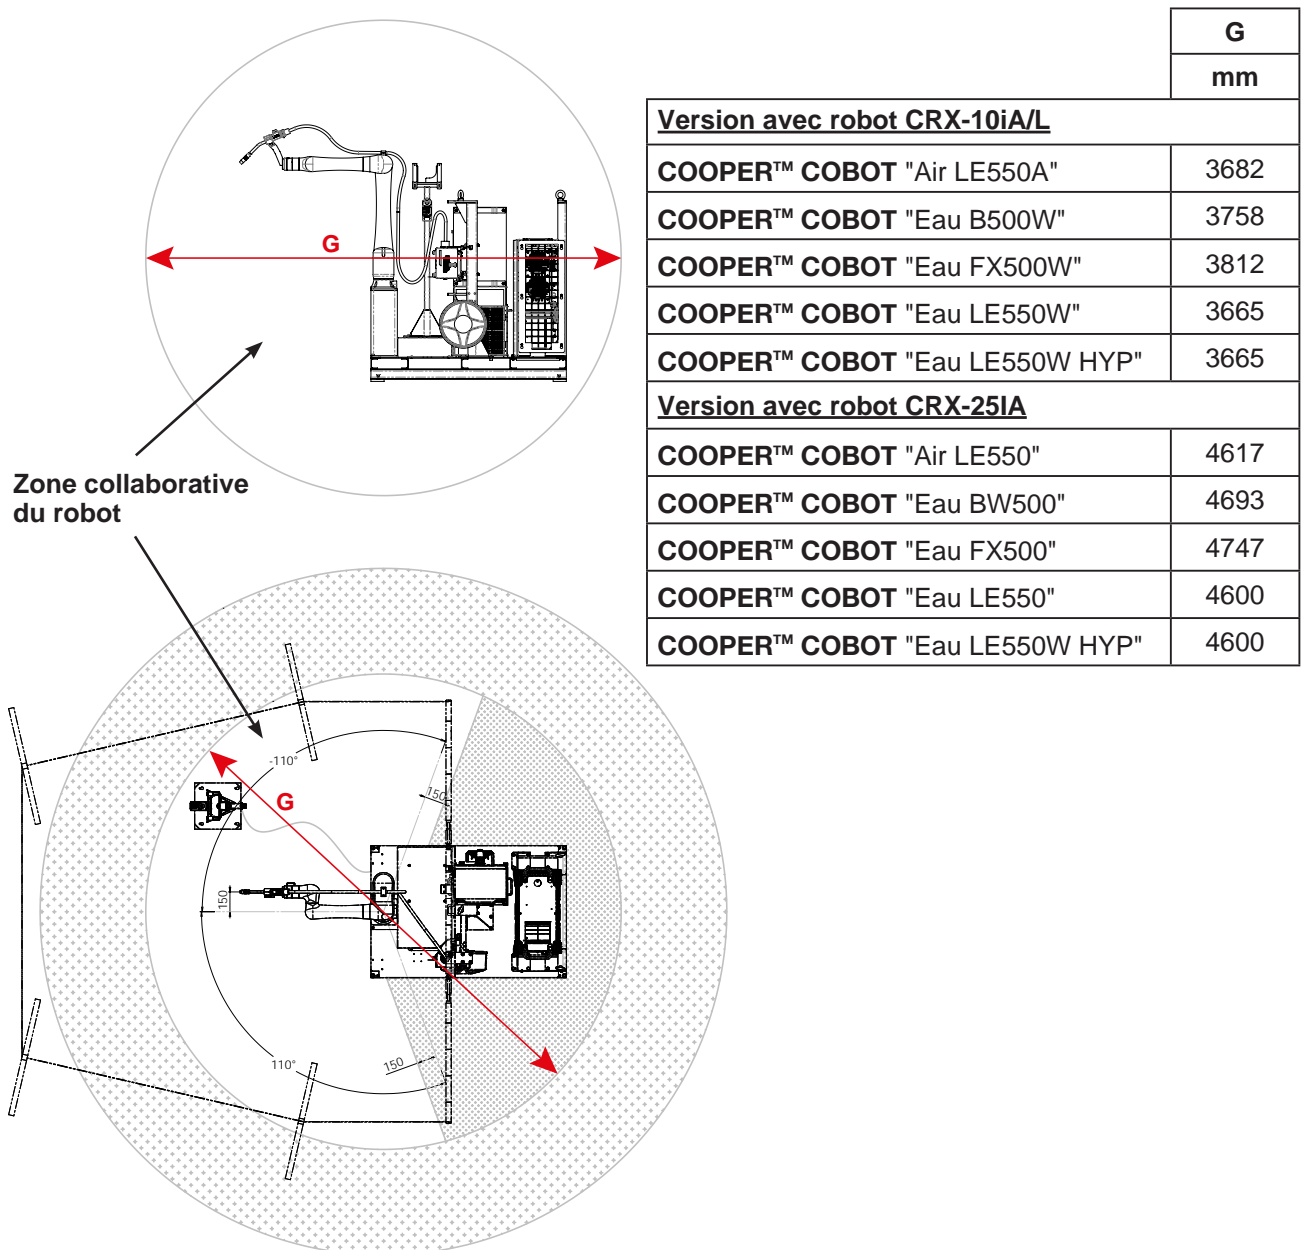 G
mm
Version avec robot CRX-10iA/L
COOPER™ COBOT "Air LE550A" 3682
COOPER™ COBOT "Eau B500W" 3758
COOPER™ COBOT "Eau FX500W" 3812
COOPER™ COBOT "Eau LE550W" 3665
COOPER™ COBOT "Eau LE550W HYP" 3665
Version avec robot CRX-25IA
COOPER™ COBOT "Air LE550" 4617
COOPER™ COBOT "Eau BW500" 4693
COOPER™ COBOT "Eau FX500" 4747
COOPER™ COBOT "Eau LE550" 4600
COOPER™ COBOT "Eau LE550W HYP" 4600
G
Zone collaborative
du robot
-110°
G
150
150
110°
150